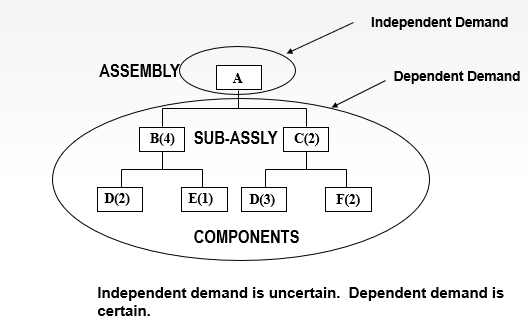 Independent Demand
ASSEMBLY
A
Dependent Demand
B(4)
SUB-ASSLY
C(2)
D(2)
E(1)
D(3)
F(2)
COMPONENTS
Independent demand is uncertain.  Dependent demand is
certain.